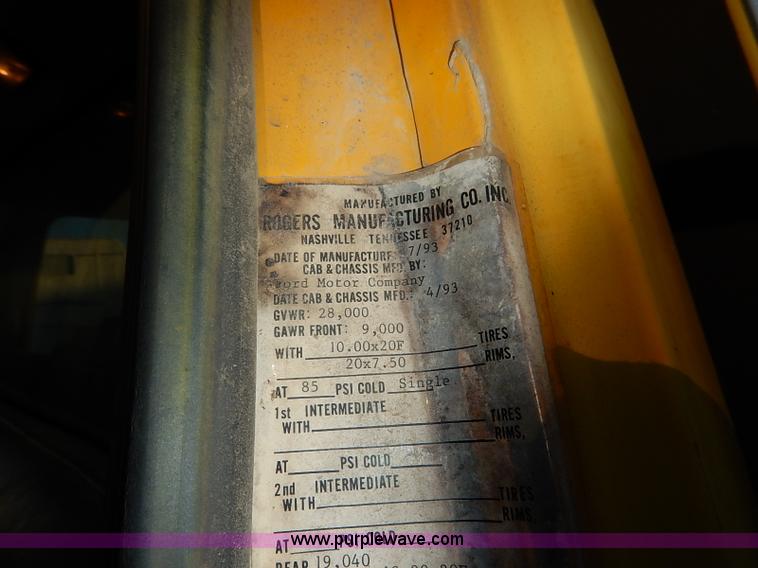 MANUFACTURED BY
ROGERS MANUFACTURING CO. INC
NASHVILLE TENNESSEE 37210
DATE OF MANUFACTURE 7/93
CAB & CHASSIS MFD BY:
Ford Motor Company
DATE CAB & CHASSIS MFD.: 4/93
GVWR: 28,000
GAWR FRONT: 9,000
WITH 10.00x20F TIRES
20x7.50 RIMS,
AT 85 PSI COLD Single
1st INTERMEDIATE
WITH TIRES
RIMS,
AT PSI COLD
2nd INTERMEDIATE
WITH TIRES
RIMS,
AT PSI COLD
www.purplewave.com
REAR 19,040